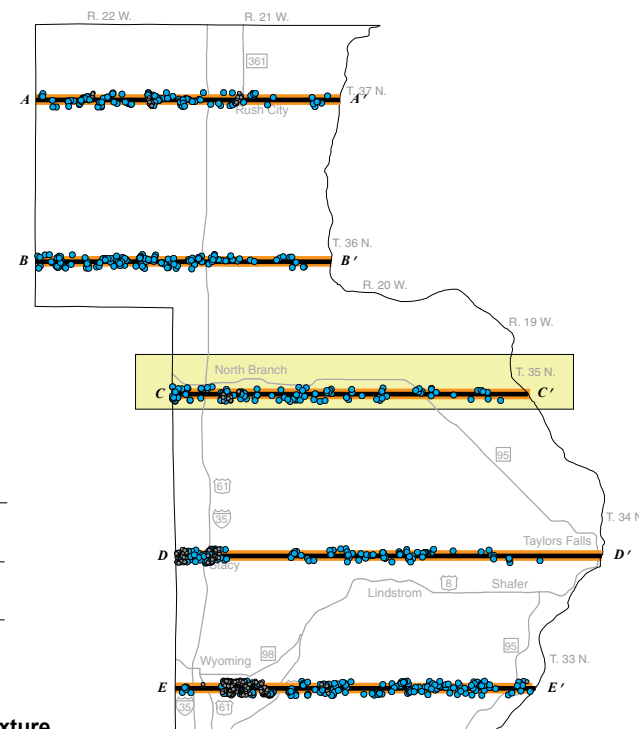 R. 22 W. R. 21 W.
361
A A′ T. 37 N.
Rush City
T. 36 N.
B B′
R. 20 W.
R. 19 W.
North Branch T. 35 N.
C C′
95
61
35
T. 34 N
Taylors Falls
D D′
Stacy
8 Shafer
Lindstrom
95
98
Wyoming T. 33 N.
E E′
35 61
xture